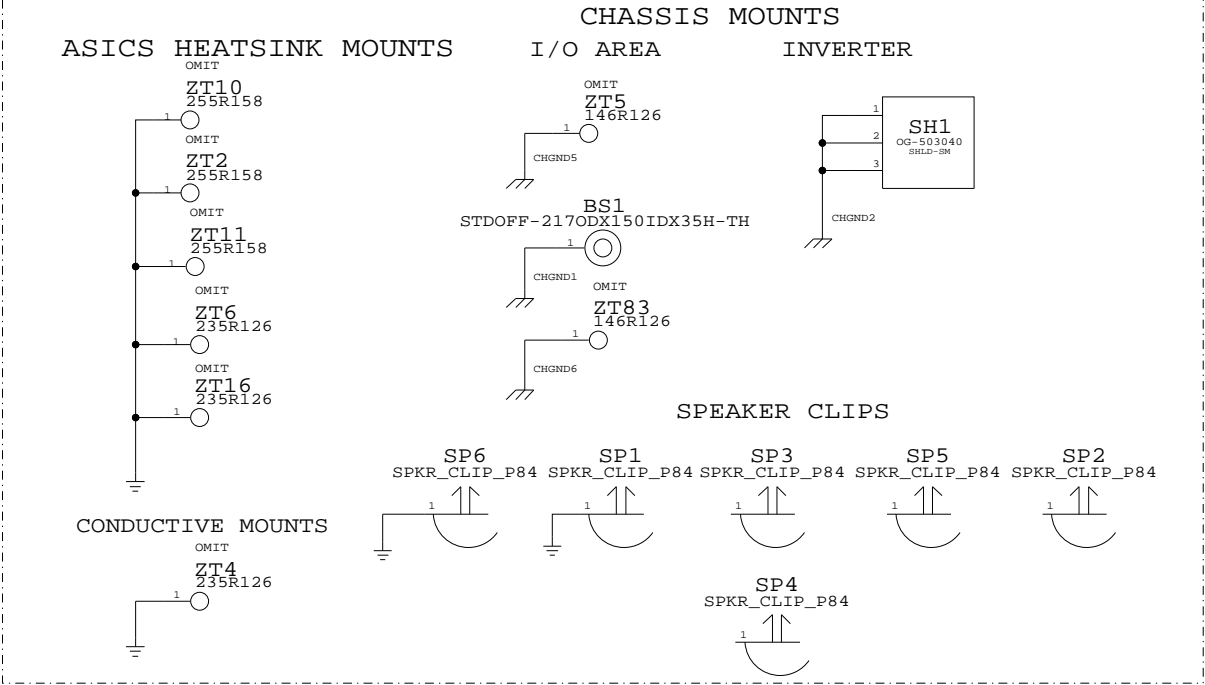 CHASSIS MOUNTS
ASICS HEATSINK MOUNTS
OMIT
ZT10
255R158
1
OMIT
ZT2
255R158
1
OMIT
ZT11
255R158
1
OMIT
ZT6
235R126
1
OMIT
ZT16
235R126
1
I/O AREA
OMIT
ZT5
146R126
1
CHGND5
BS1
STDOFF-217ODX150IDX35H-TH
1
CHGND1
OMIT
ZT83
146R126
1
CHGND6
INVERTER
1
2
3
SH1
OG-503040
SHLD-SM
CHGND2
SPEAKER CLIPS
SP6
SPKR_CLIP_P84
1
SP1
SPKR_CLIP_P84
1
SP3
SPKR_CLIP_P84
1
SP5
SPKR_CLIP_P84
1
SP2
SPKR_CLIP_P84
1
SP4
SPKR_CLIP_P84
1
CONDUCTIVE MOUNTS
OMIT
ZT4
235R126
1